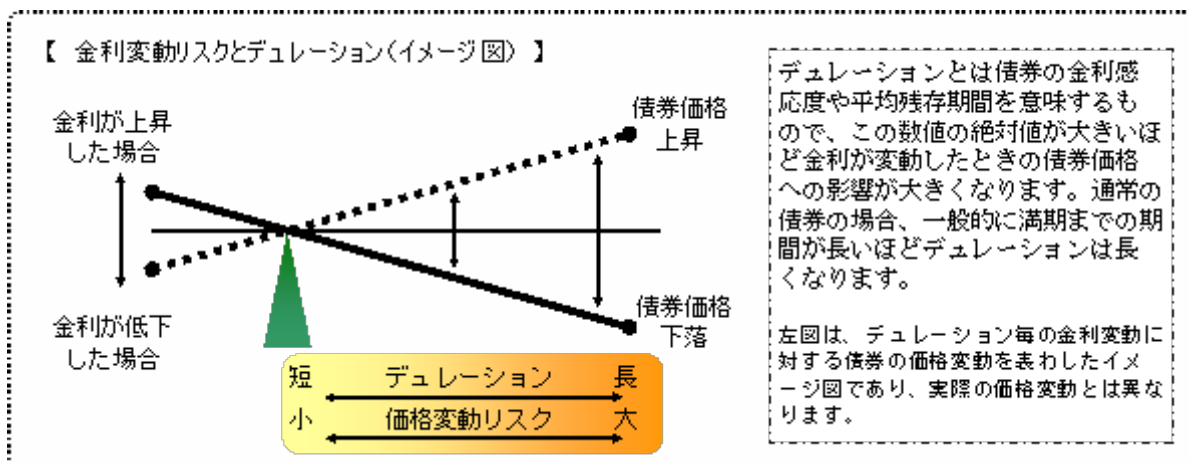 【 金利変動リスクとデュレーション(イメージ図) 】
金利が上昇
した場合
債券価格
上昇
金利が低下
した場合
債券価格
下落
短 デュレーション 長
小 価格変動リスク 大
デュレーションとは債券の金利感
応度や平均残存期間を意味するも
ので、この数値の絶対値が大きいほ
ど金利が変動したときの債券価格
への影響が大きくなります。通常の
債券の場合、一般的に満期までの期
間が長いほどデュレーションは長
くなります。
左図は、デュレーション毎の金利変動に
対する債券の価格変動を表わしたイメ
ージ図であり、実際の価格変動とは異な
ります。